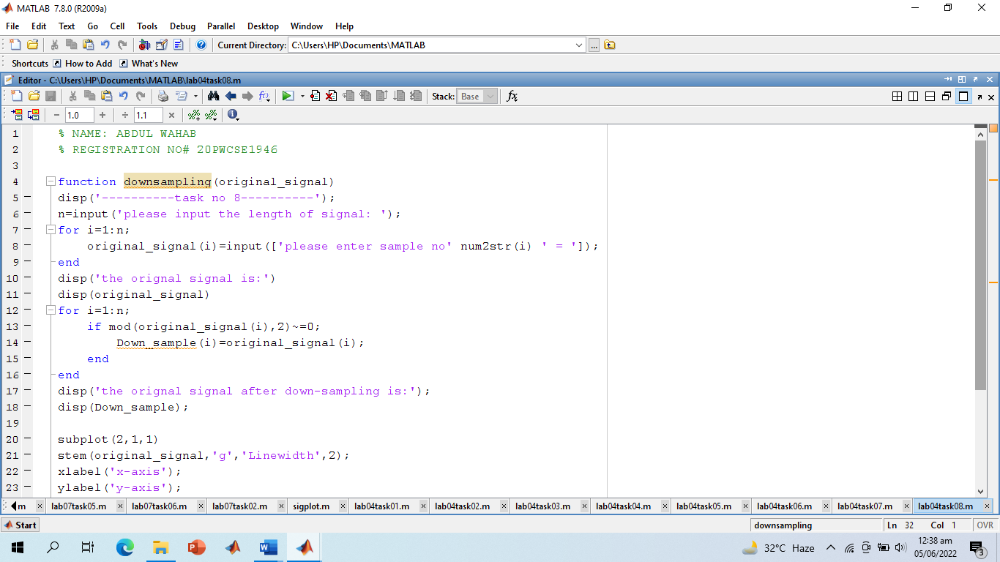 MATLAB 7.8.0 (R2009a)
File Edit Text Go Cell Tools Debug Parallel Desktop Window Help
Current Directory: C:\Users\HP\Documents\MATLAB
Shortcuts How to Add What's New
Editor - C:\Users\HP\Documents\MATLAB\lab04task08.m
Stack: Base fx
- 1.0 + ÷ 1.1 ×
1 % NAME: ABDUL WAHAB
2 % REGISTRATION NO# 20PWCSE1946
3
4 function downsampling(original_signal)
5 disp('----------task no 8----------');
6 n=input('please input the length of signal: ');
7 for i=1:n;
8 original_signal(i)=input(['please enter sample no' num2str(i) ' = ']);
9 end
10 disp('the orignal signal is:')
11 disp(original_signal)
12 for i=1:n;
13 if mod(original_signal(i),2)~=0;
14 Down_sample(i)=original_signal(i);
15 end
16 end
17 disp('the orignal signal after down-sampling is:');
18 disp(Down_sample);
19
20 subplot(2,1,1)
21 stem(original_signal,'g','Linewidth',2);
22 xlabel('x-axis');
23 ylabel('y-axis');
m lab07task05.m lab07task06.m lab07task02.m sigplot.m lab04task01.m lab04task02.m lab04task03.m lab04task04.m lab04task05.m lab04task06.m lab04task07.m lab04task08.m
Start downsampling Ln 32 Col 1 OVR
32°C Haze 12:38 am
05/06/2022 3